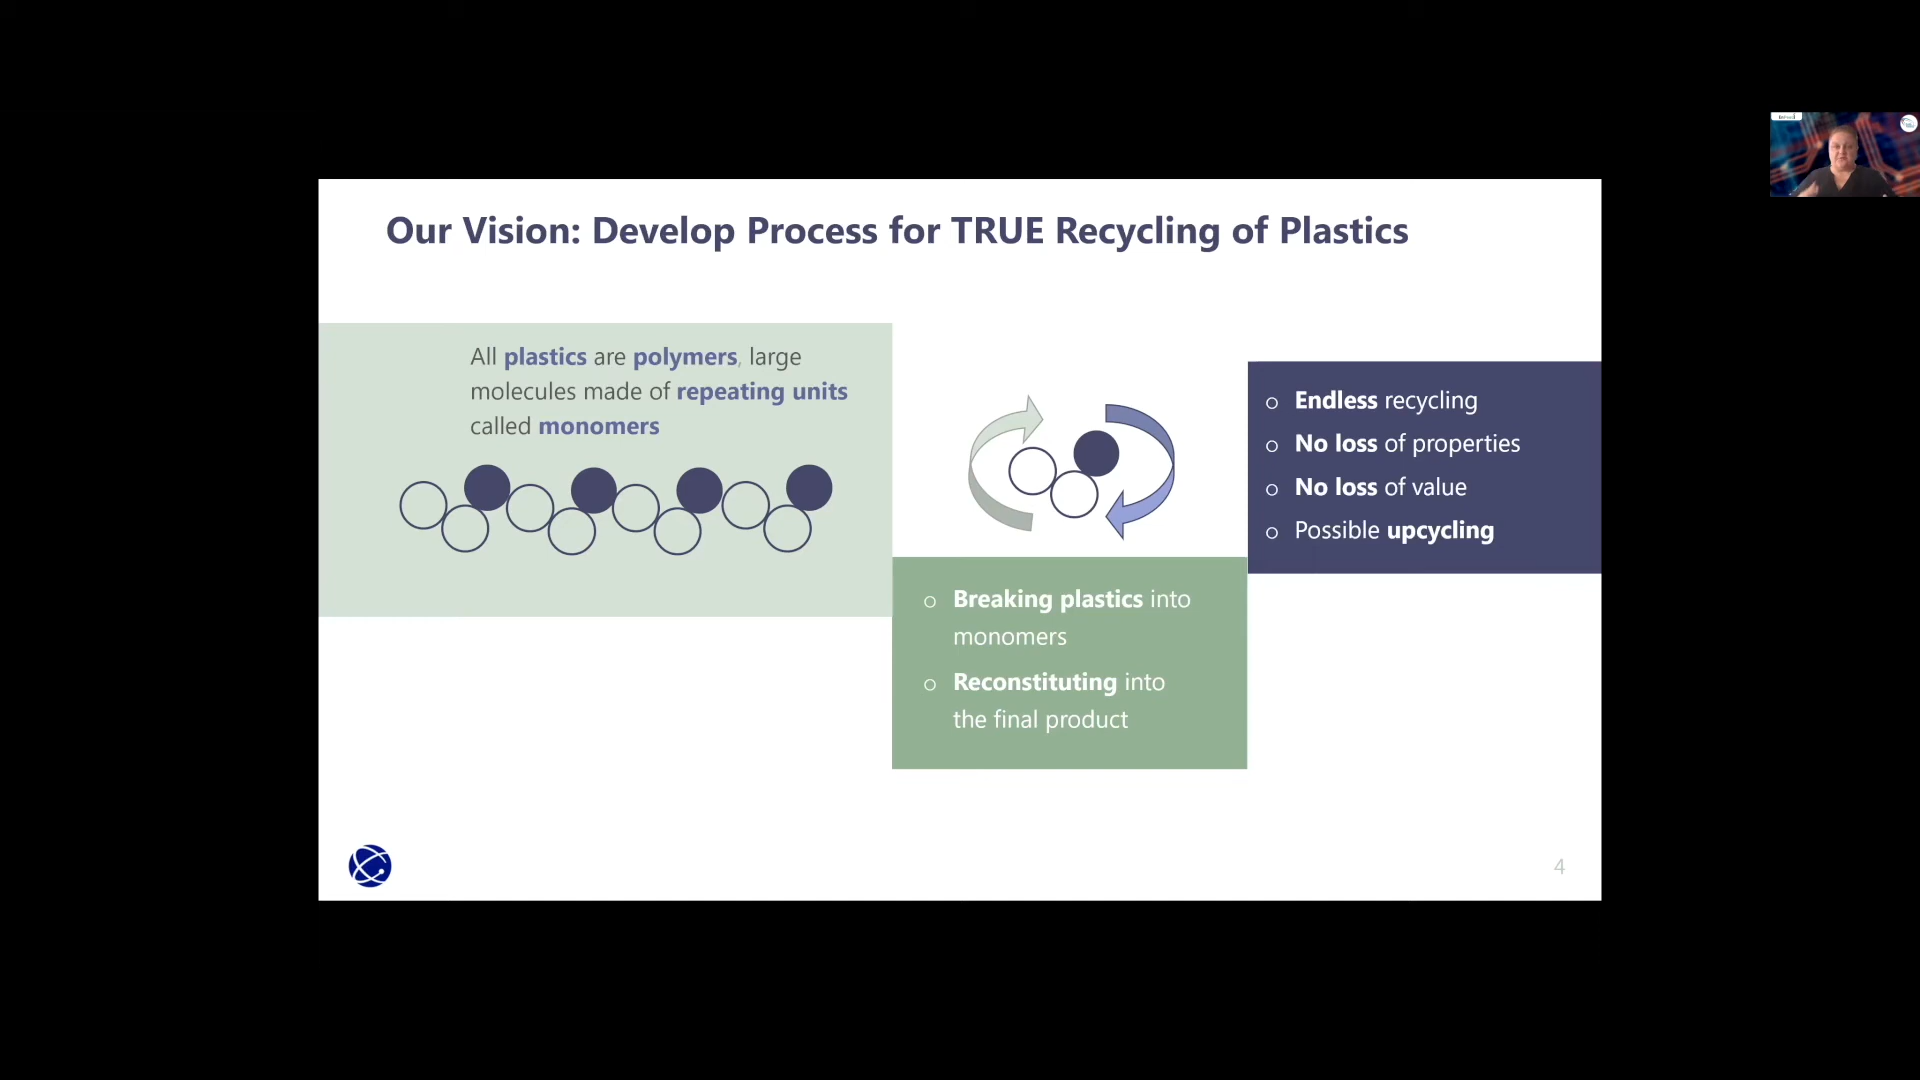 Our Vision: Develop Process for TRUE Recycling of Plastics
All plastics are polymers, large
molecules made of repeating units
called monomers
o Breaking plastics into
monomers
o Reconstituting into
the final product
o Endless recycling
o No loss of properties
o No loss of value
o Possible upcycling
4